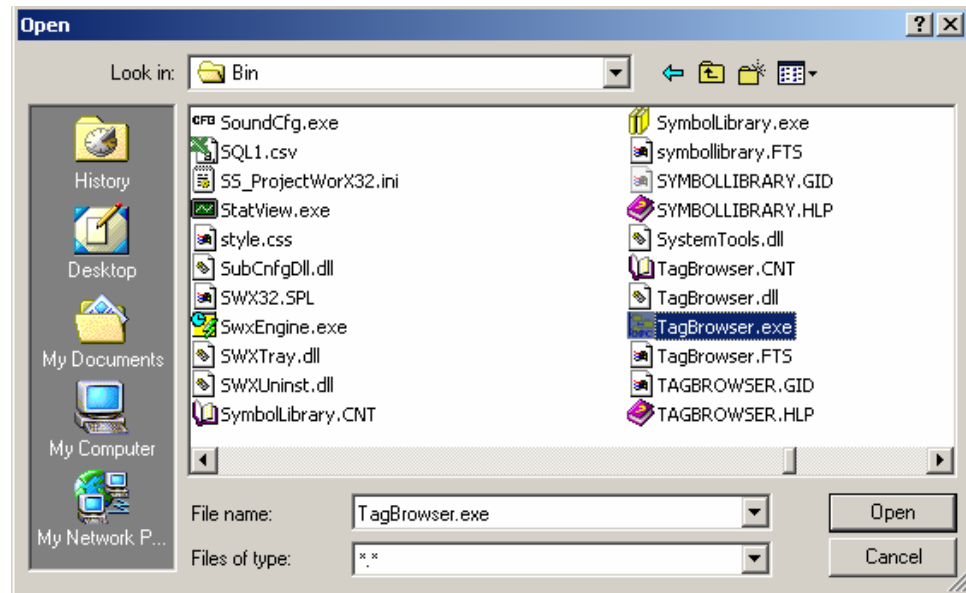 Open
Look in: Bin
History
Desktop
My Documents
My Computer
My Network P...
CFG SoundCfg.exe
SQL1.csv
SS_ProjectWorX32.ini
StatView.exe
style.css
SubCnfgDll.dll
SWX32.SPL
SwxEngine.exe
SWXTray.dll
SWXUninst.dll
SymbolLibrary.CNT
SymbolLibrary.exe
symbollibrary.FTS
SYMBOLLIBRARY.GID
SYMBOLLIBRARY.HLP
SystemTools.dll
TagBrowser.CNT
TagBrowser.dll
TagBrowser.exe
TagBrowser.FTS
TAGBROWSER.GID
TAGBROWSER.HLP
File name: TagBrowser.exe Open
Files of type: *.* Cancel